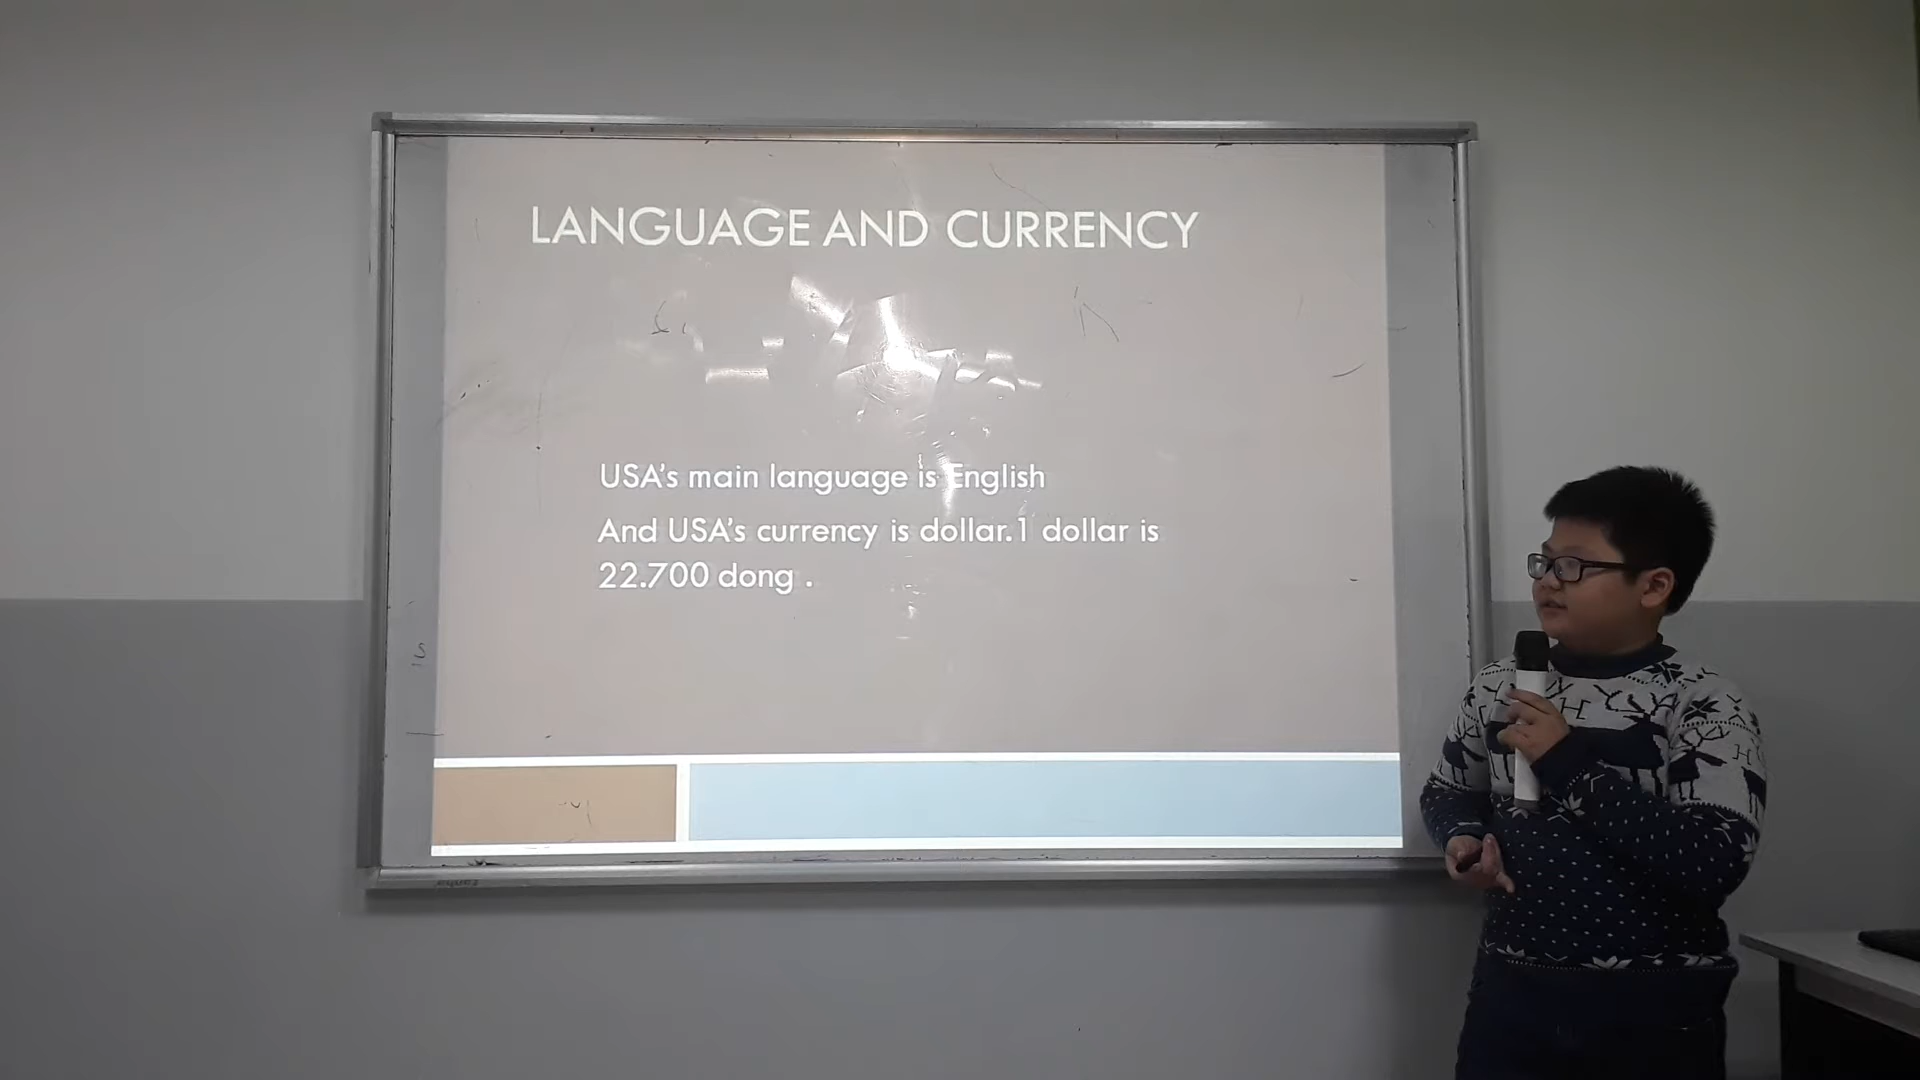 LANGUAGE AND CURRENCY
USA's main language is English
And USA's currency is dollar.1 dollar is
22.700 dong .